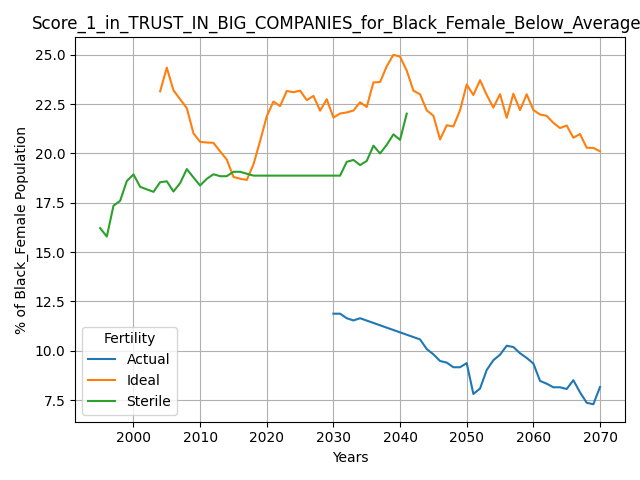 Score_1_in_TRUST_IN_BIG_COMPANIES_for_Black_Female_Below_Average
25.0
22.5
20.0
17.5
15.0
12.5
10.0
7.5
% of Black_Female Population
Fertility
Actual
Ideal
Sterile
2000 2010 2020 2030 2040 2050 2060 2070
Years